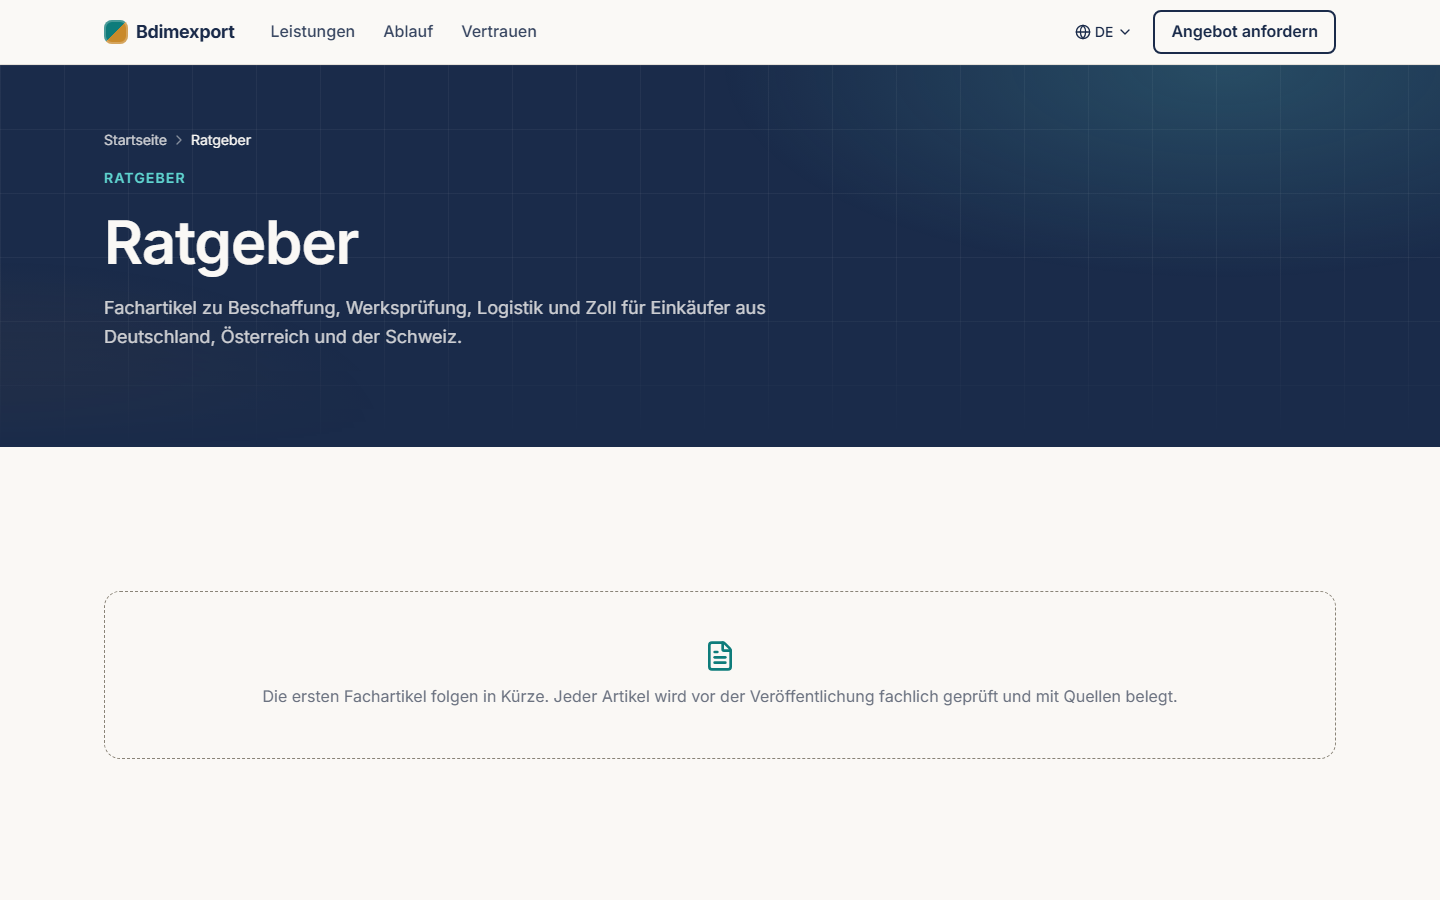 Bdimexport
Leistungen
Ablauf
Vertrauen
DE
Angebot anfordern
Startseite
Ratgeber
RATGEBER
Ratgeber
Fachartikel zu Beschaffung, Werksprüfung, Logistik und Zoll für Einkäufer aus
Deutschland, Österreich und der Schweiz.
Die ersten Fachartikel folgen in Kürze. Jeder Artikel wird vor der Veröffentlichung fachlich geprüft und mit Quellen belegt.